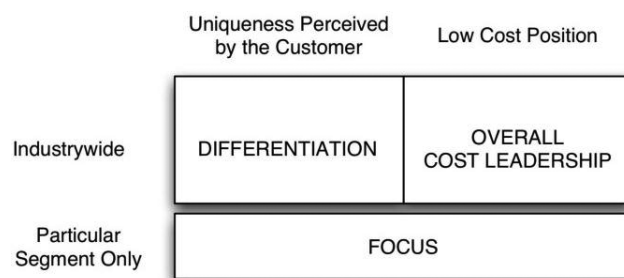 Uniqueness Perceived
by the Customer
Low Cost Position
Industrywide
DIFFERENTIATION
OVERALL
COST LEADERSHIP
Particular
Segment Only
FOCUS